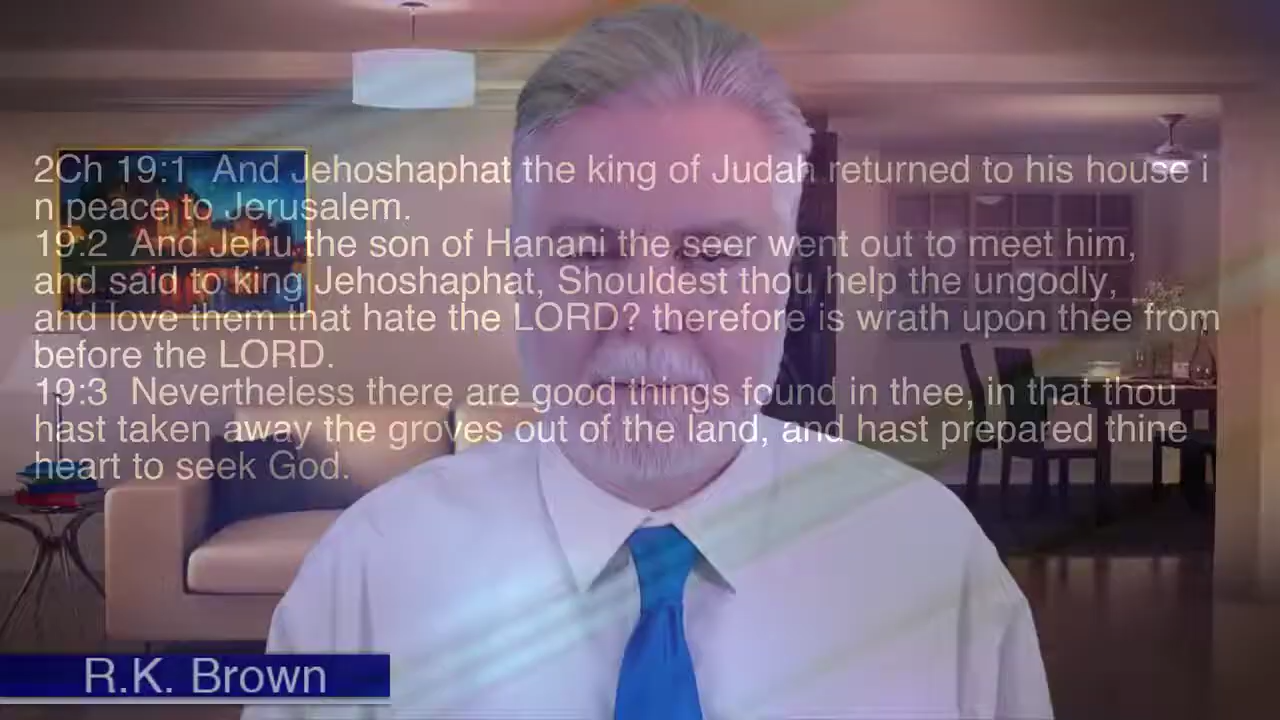 2Ch 19:1  And Jehoshaphat the king of Judah returned to his house i
n peace to Jerusalem.
19:2  And Jehu the son of Hanani the seer went out to meet him,
and said to king Jehoshaphat, Shouldest thou help the ungodly,
and love them that hate the LORD? therefore is wrath upon thee from
before the LORD.
19:3  Nevertheless there are good things found in thee, in that thou
hast taken away the groves out of the land, and hast prepared thine
heart to seek God.
R.K. Brown